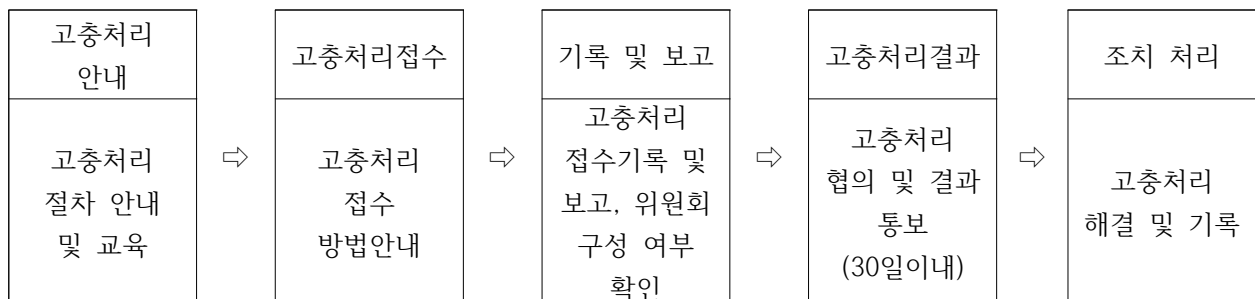 고충처리
안내
고충처리접수
기록 및 보고
고충처리결과
조치 처리
고충처리
절차 안내
및 교육
⇨
고충처리
접수
방법안내
⇨
고충처리
접수기록 및
보고, 위원회
구성 여부
확인
⇨
고충처리
협의 및 결과
통보
(30일이내)
⇨
고충처리
해결 및 기록